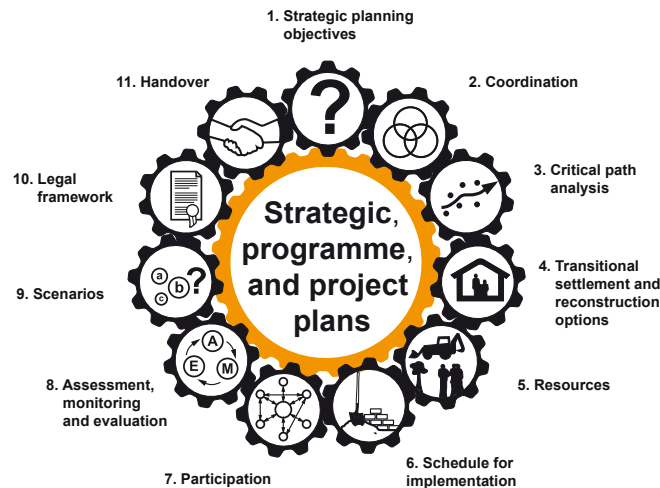 1. Strategic planning
objectives
2. Coordination
3. Critical path
analysis
4. Transitional
settlement and
reconstruction
options
5. Resources
6. Schedule for
implementation
7. Participation
8. Assessment,
monitoring
and evaluation
9. Scenarios
10. Legal
framework
11. Handover
?
a
b
c
?
A
E
M
Strategic,
programme,
and project
plans